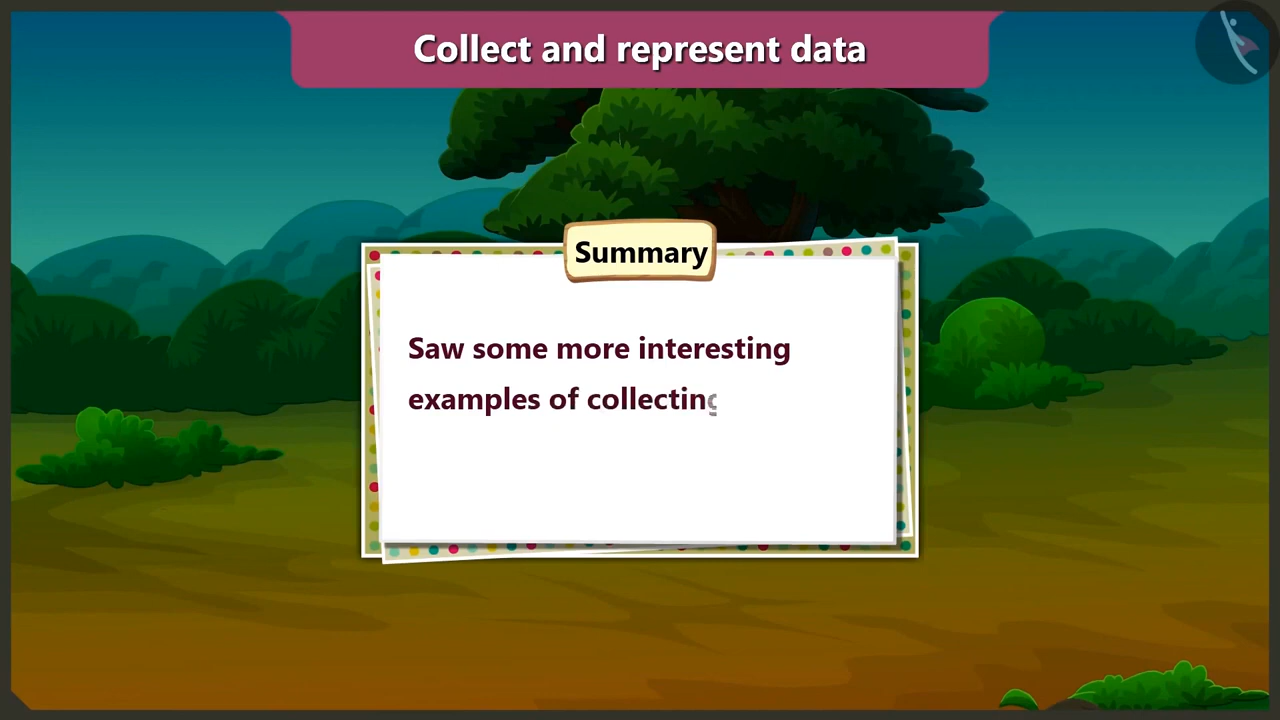 Collect and represent data
Summary
Saw some more interesting
examples of collecting